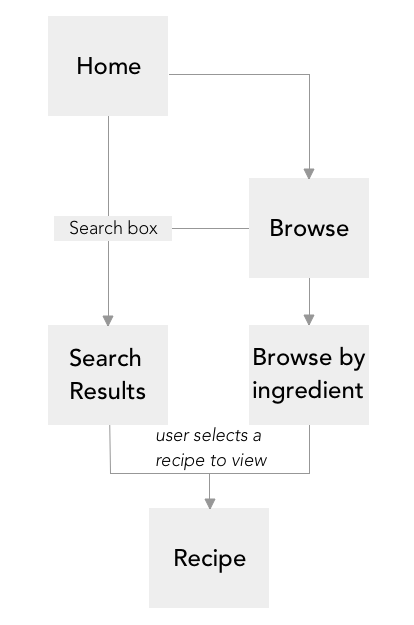 Home
Search box
Browse
Search
Results
Browse by
ingredient
user selects a
recipe to view
Recipe